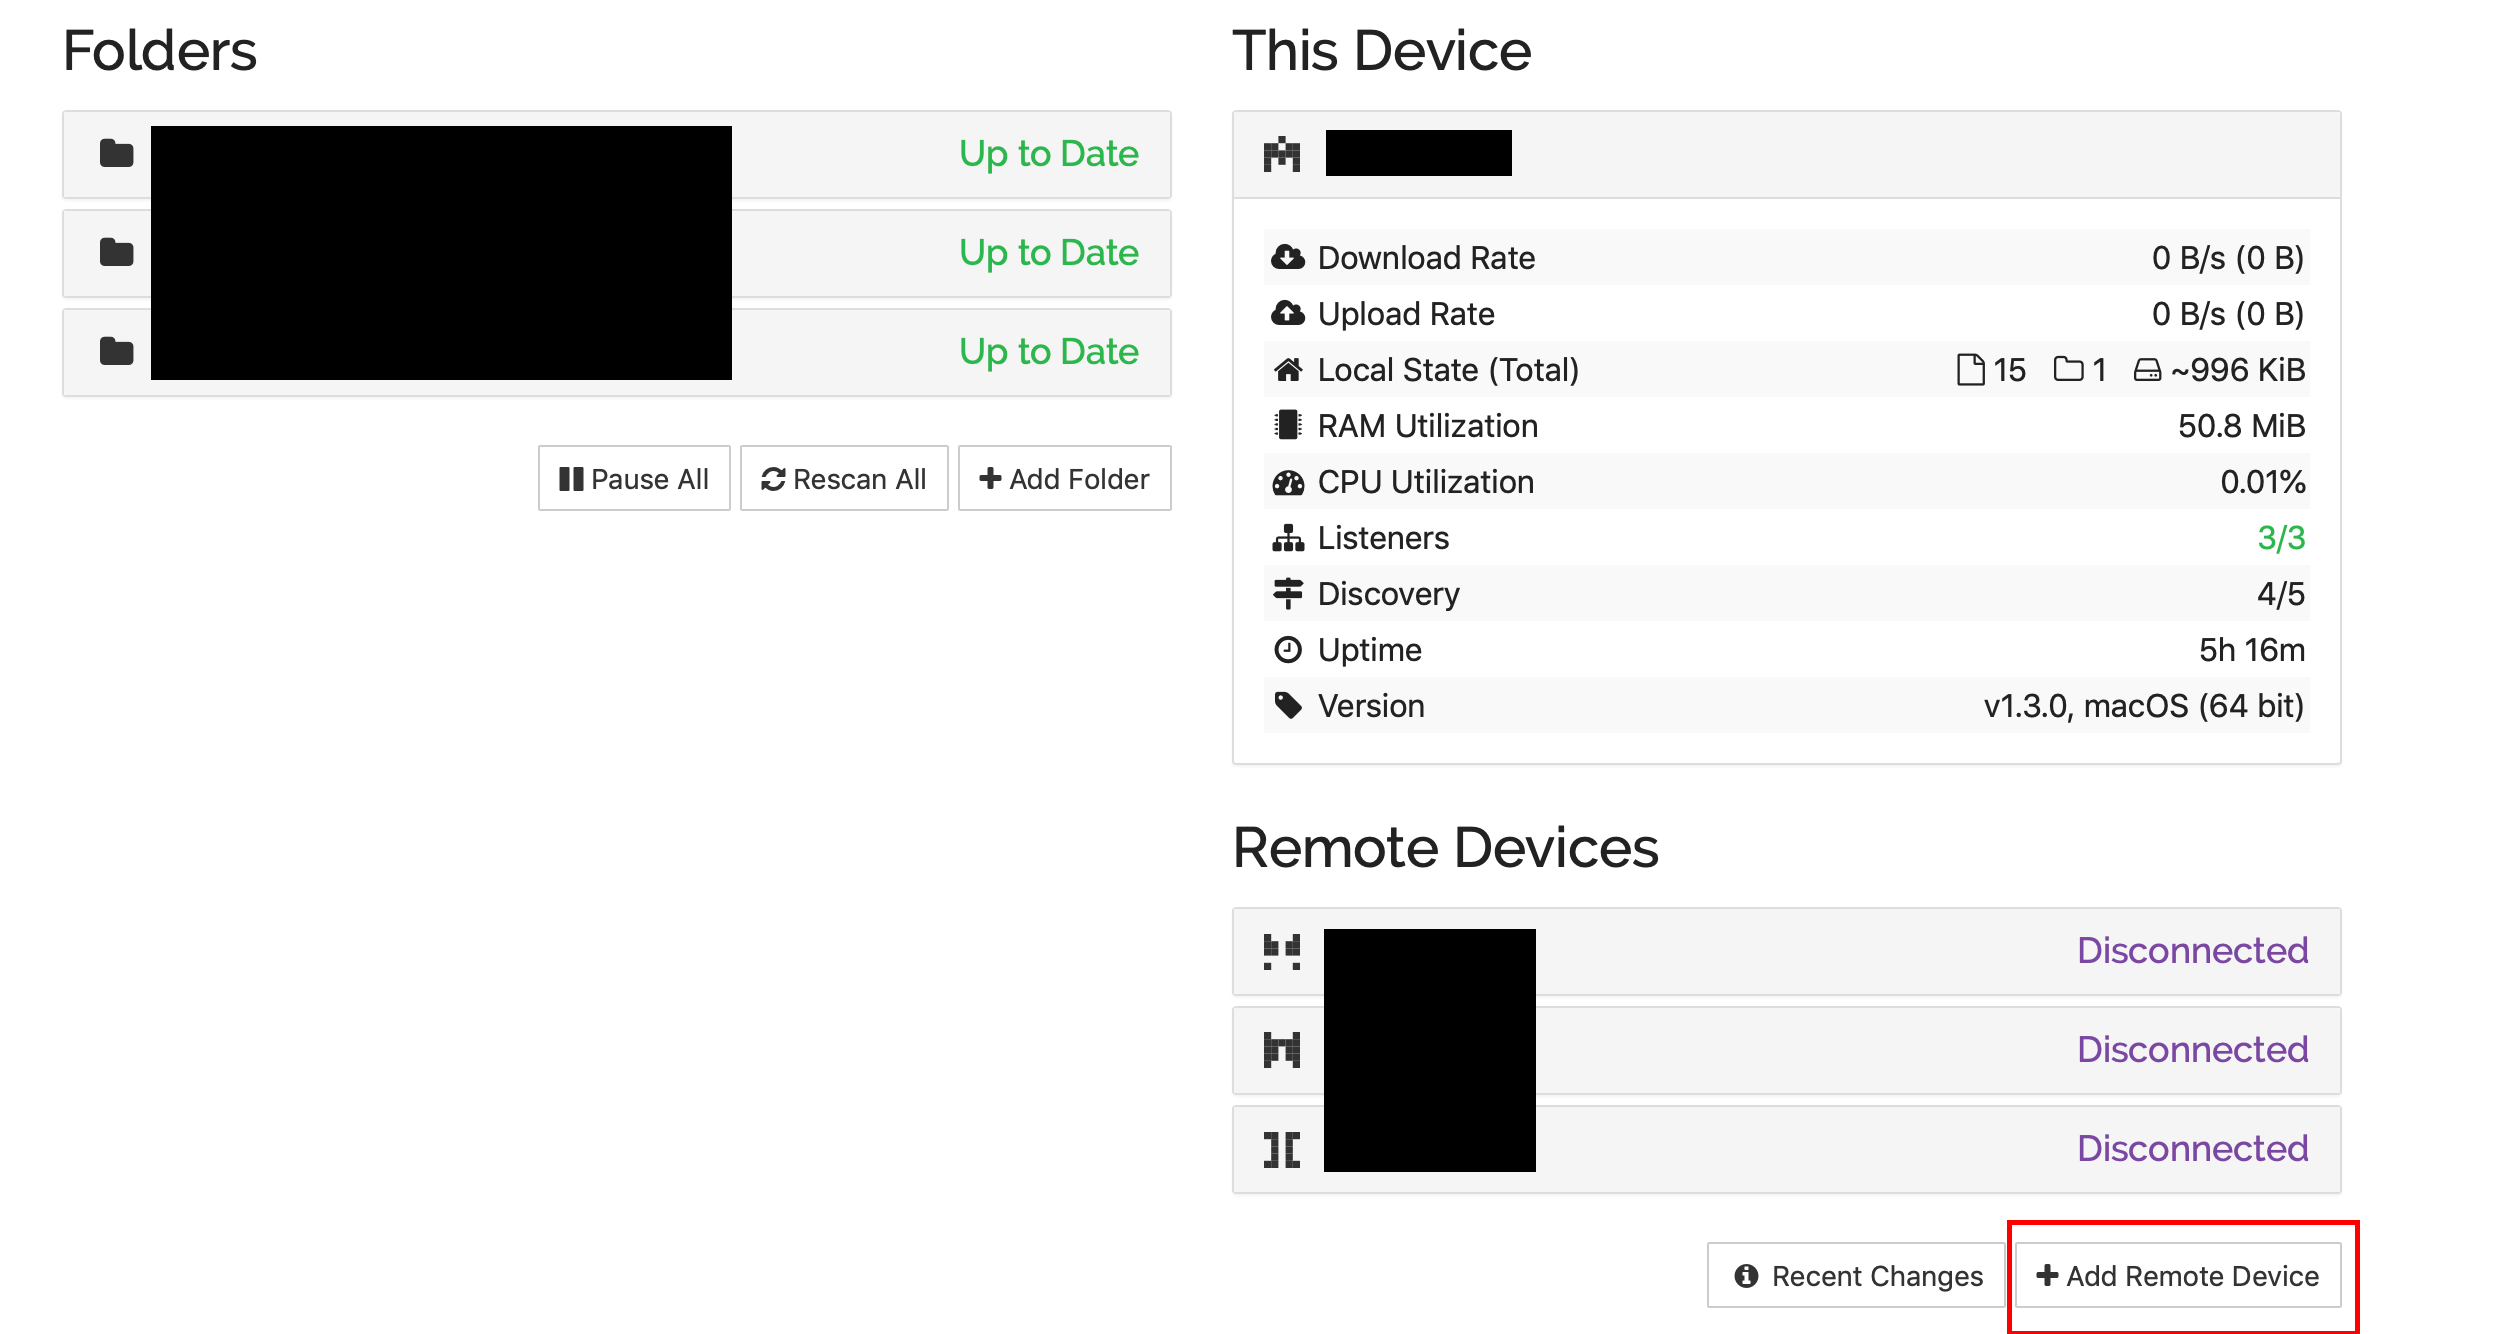 Folders
Up to Date
Up to Date
Up to Date
Pause All Rescan All Add Folder
This Device
Download Rate 0 B/s (0 B)
Upload Rate 0 B/s (0 B)
Local State (Total) 15 1 ~996 KiB
RAM Utilization 50.8 MiB
CPU Utilization 0.01%
Listeners 3/3
Discovery 4/5
Uptime 5h 16m
Version v1.3.0, macOS (64 bit)
Remote Devices
Disconnected
Disconnected
Disconnected
Recent Changes Add Remote Device